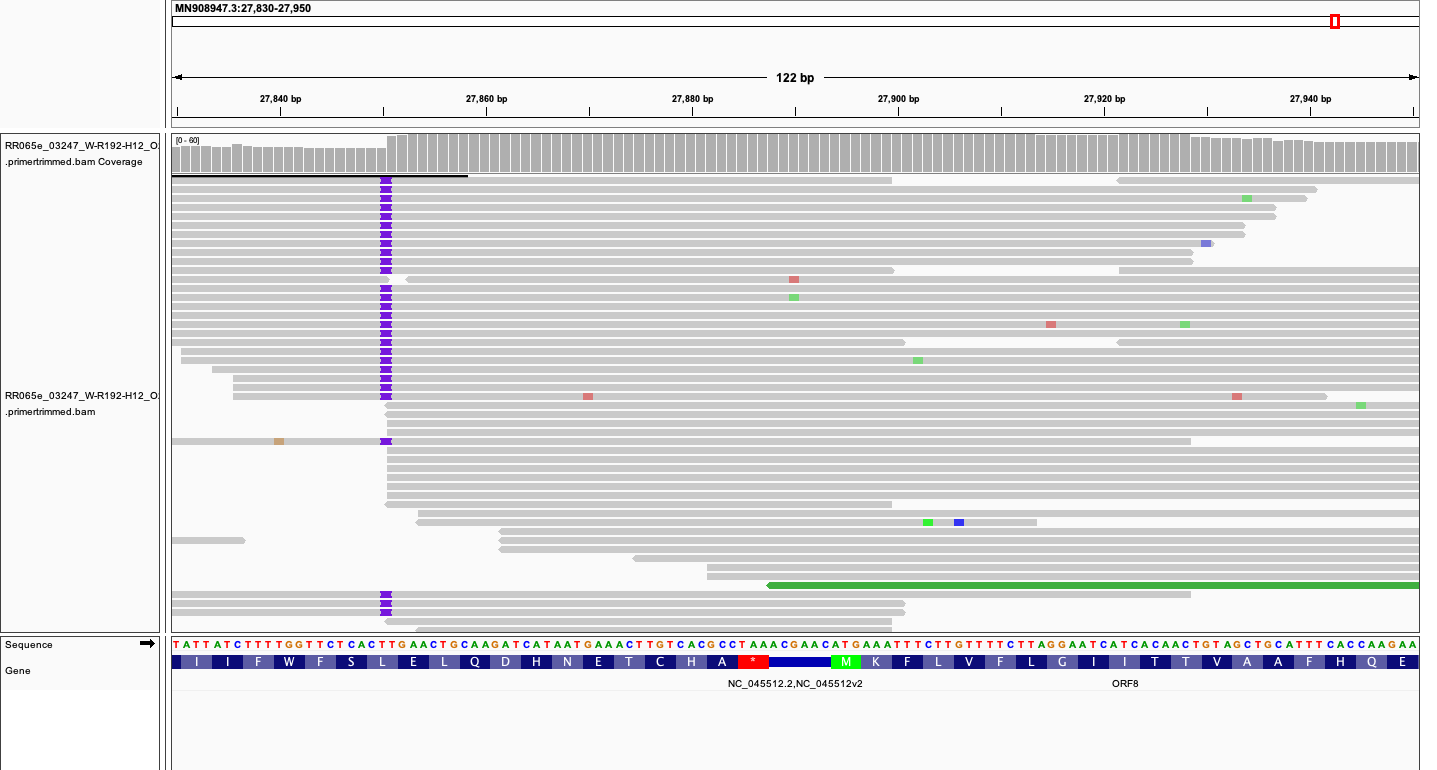 MN908947.3:27,830-27,950
122 bp
27,840 bp 27,860 bp 27,880 bp 27,900 bp 27,920 bp 27,940 bp
RR065e_03247_W-R192-H12_O
.primertrimmed.bam Coverage
[0 - 60]
RR065e_03247_W-R192-H12_O
.primertrimmed.bam
Sequence
TATTATCTTTTGGTTCTCACTTGAACTGCAAGATCATAATGAAACTTGTCACGCCTAAACGAACATGAAATTTCTTGTTTTCTTAGGAATCATCACAACTGTAGCTGCATTTCACCAAGAA
Gene
I I F W F S L E L Q D H N E T C H A * M K F L V F L G I I T T V A A F H Q E
NC_045512.2,NC_045512v2 ORF8